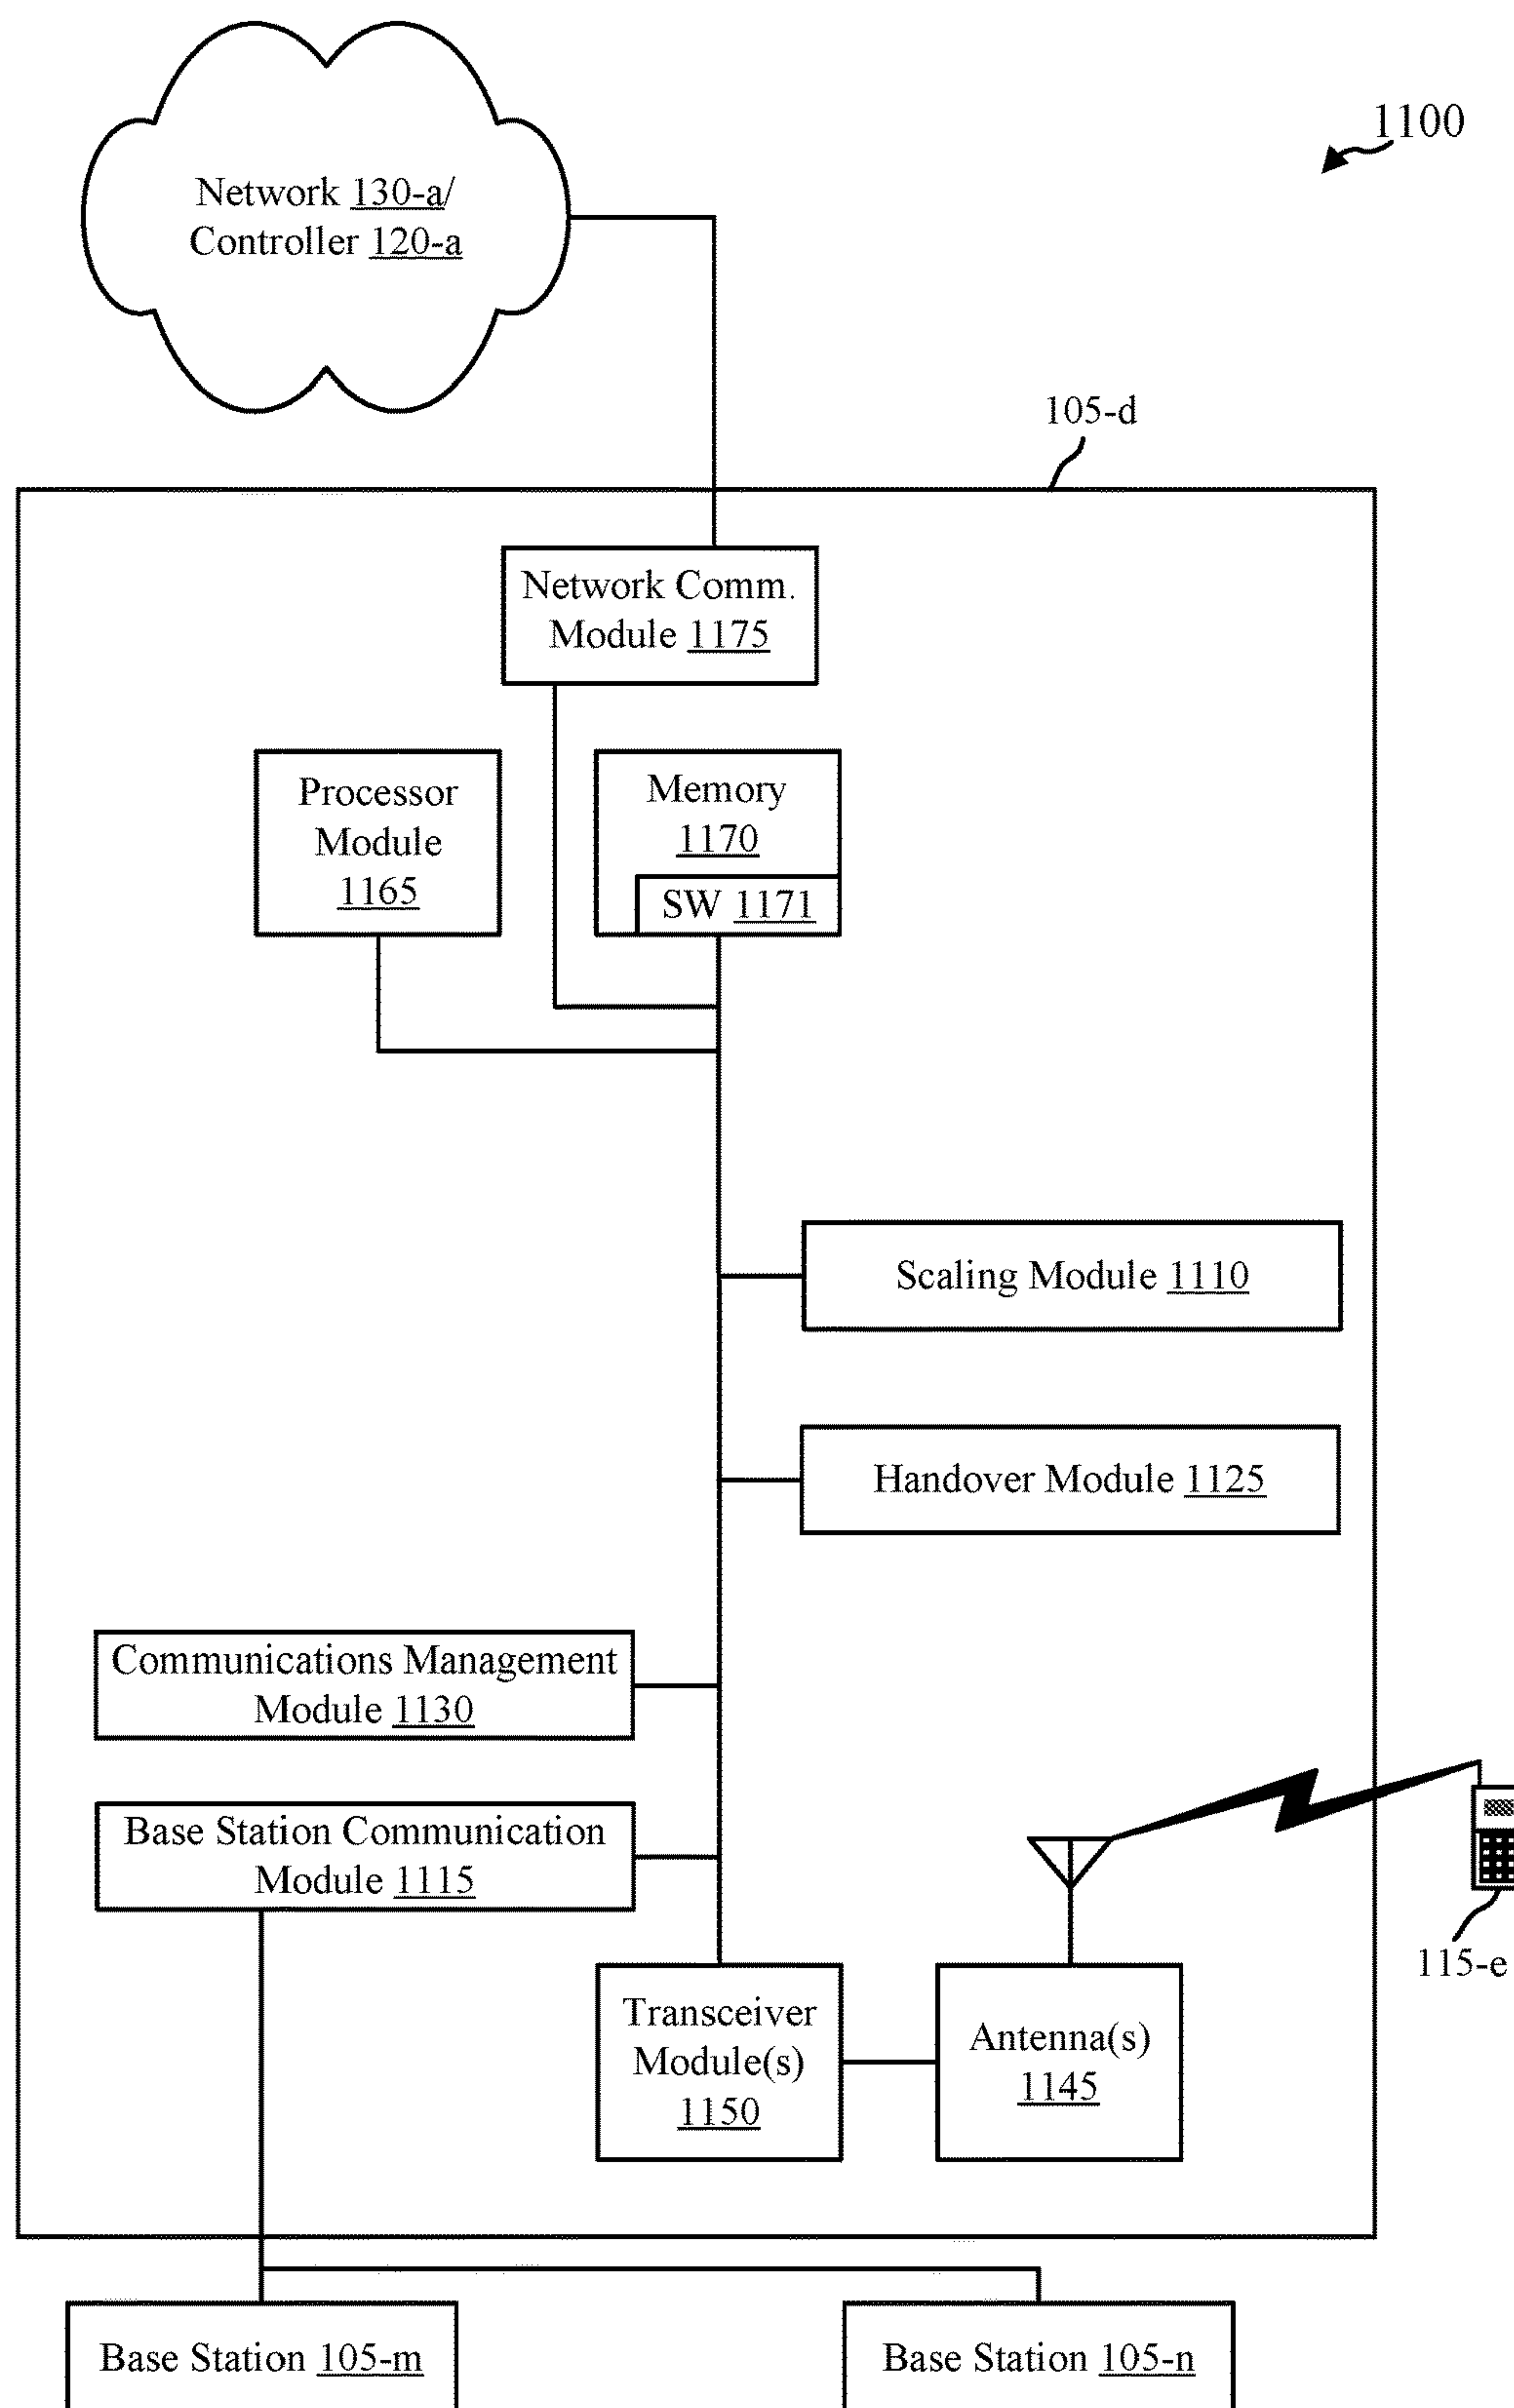 1100
Network 130-a/
Controller 120-a
105-d
Network Comm.
Module 1175
Processor
Module
1165
Memory
1170
SW 1171
Scaling Module 1110
Handover Module 1125
Communications Management
Module 1130
Base Station Communication
Module 1115
115-e
Transceiver
Module(s)
1150
Antenna(s)
1145
Base Station 105-m
Base Station 105-n